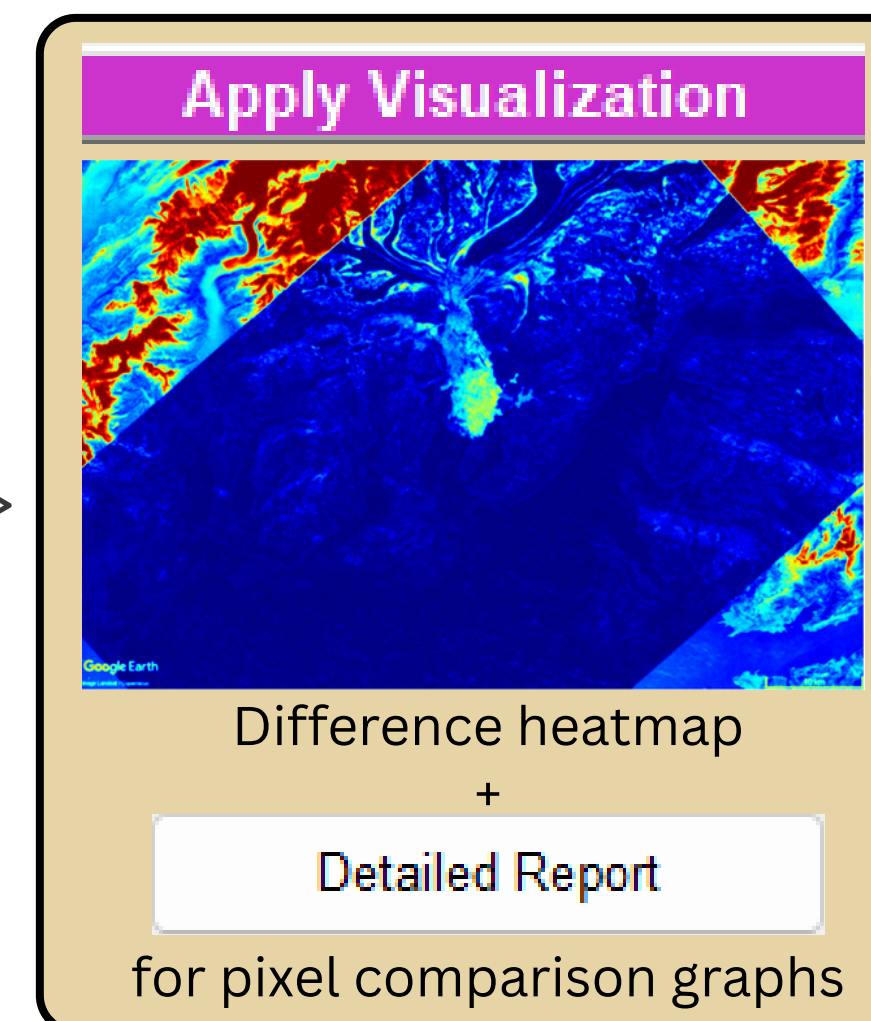 Apply Visualization
Google Earth
Difference heatmap
+
Detailed Report
for pixel comparison graphs